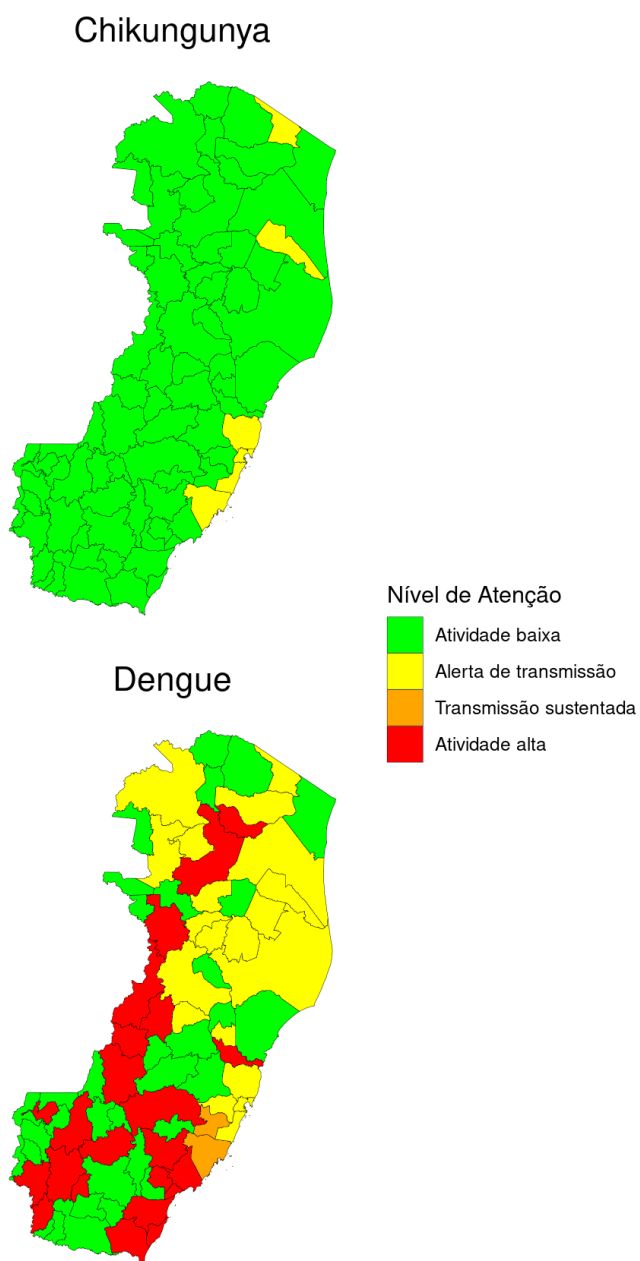 Chikungunya
Nível de Atenção
Atividade baixa
Alerta de transmissão
Transmissão sustentada
Atividade alta
Dengue